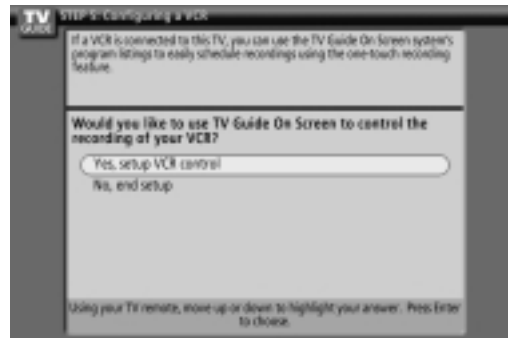 TV
GUIDE
STEP 5: Configuring a VCR
If a VCR is connected to this TV, you can use the TV Guide On Screen system's
program listings to easily schedule recordings using the one-touch recording
feature.
Would you like to use TV Guide On Screen to control the
recording of your VCR?
Yes, setup VCR control
No, end setup
Using your TV remote, move up or down to highlight your answer. Press Enter
to choose.